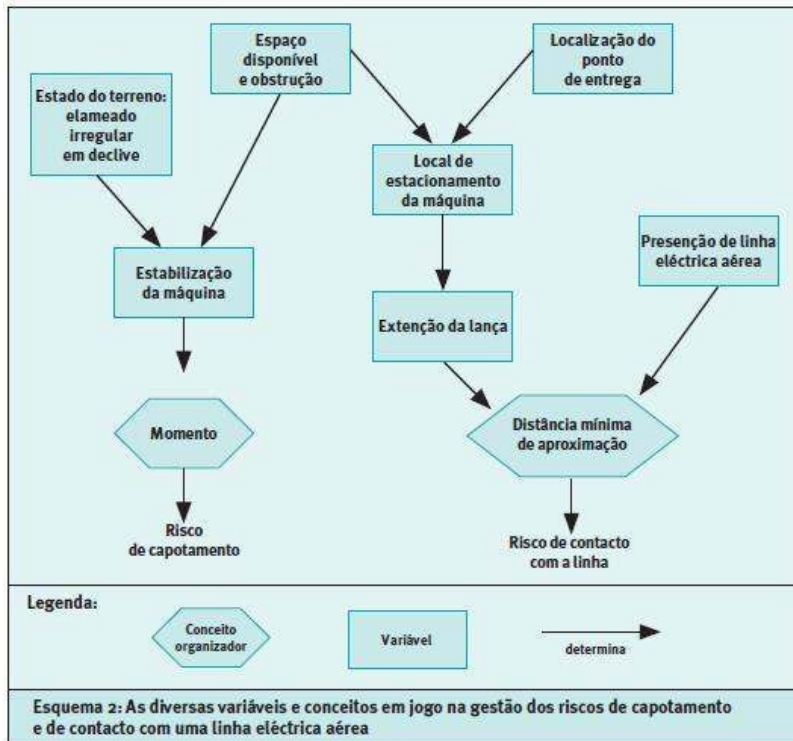 Espaço
disponível
e obstrução
Localização do
ponto
de entrega
Estado do terreno:
elameado
irregular
em declive
Local de
estacionamento
da máquina
Presenção de linha
eléctrica aérea
Estabilização
da máquina
Extenção da lança
Momento
Distância mínima
de aproximação
Risco
de capotamento
Risco de contacto
com a linha
Legenda:
Conceito
organizador
Variável
determina
Esquema 2: As diversas variáveis e conceitos em jogo na gestão dos riscos de capotamento
e de contacto com uma linha eléctrica aérea